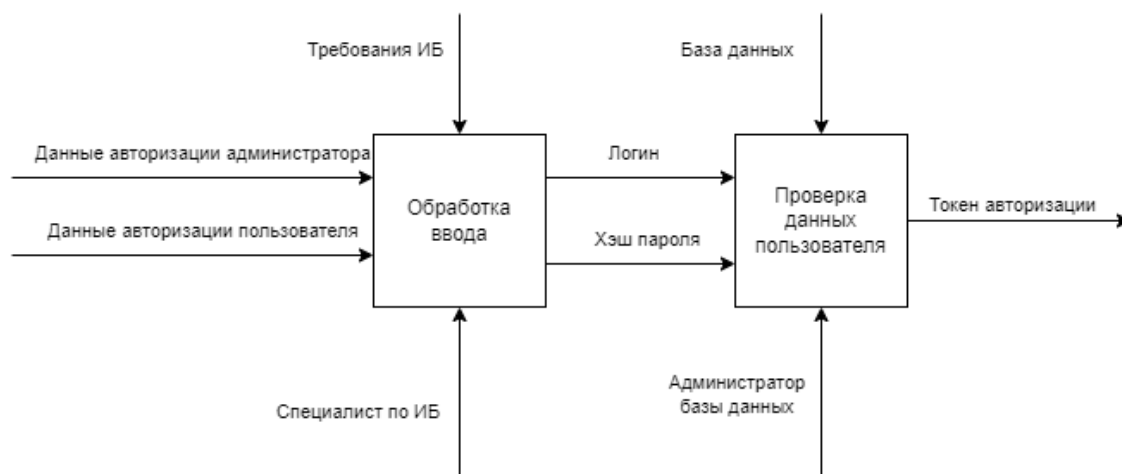 Требования ИБ
База данных
Данные авторизации администратора
Логин
Обработка
ввода
Проверка
данных
пользователя
Токен авторизации
Данные авторизации пользователя
Хэш пароля
Специалист по ИБ
Администратор
базы данных